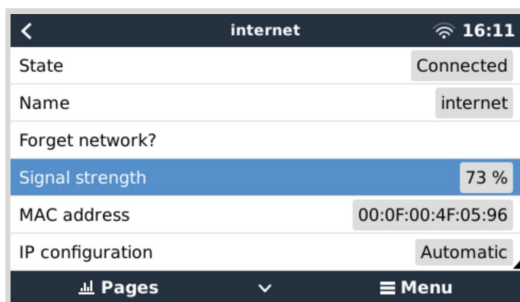 internet 16:11
State Connected
Name internet
Forget network?
Signal strength 73 %
MAC address 00:0F:00:4F:05:96
IP configuration Automatic
Pages Menu